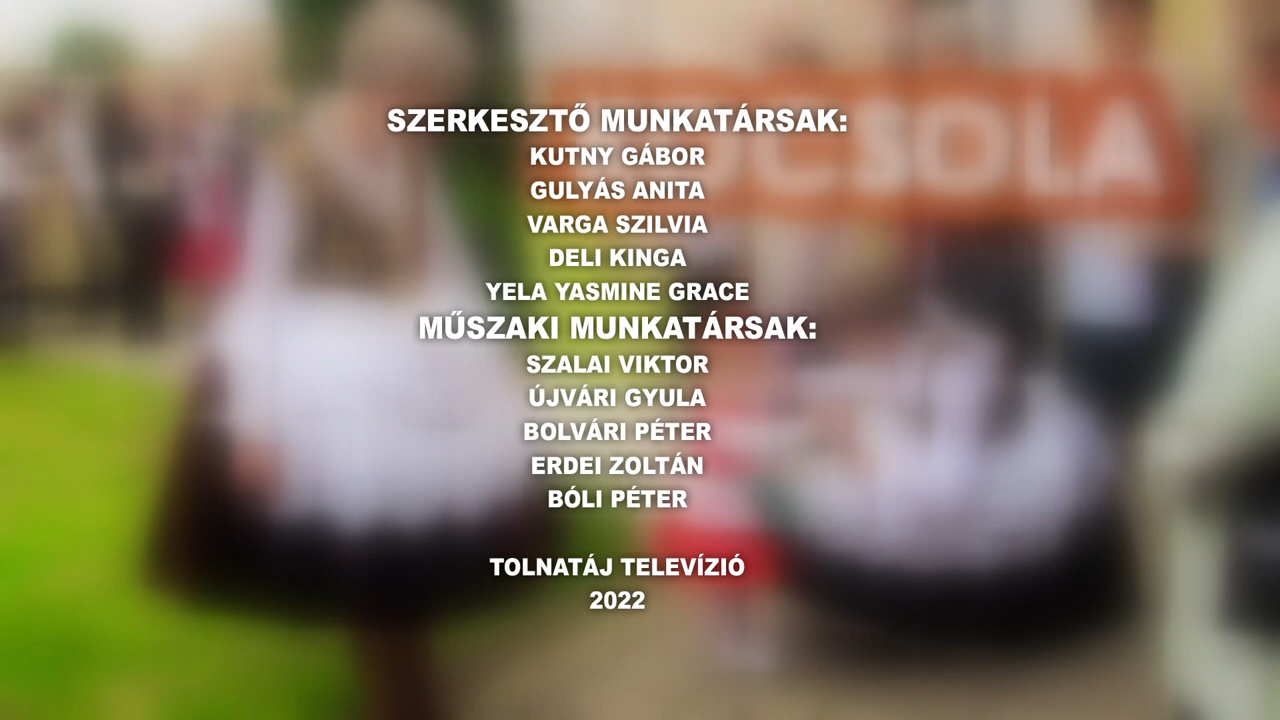 SZERKESZTŐ MUNKATÁRSAK:
KUTNY GÁBOR
GULYÁS ANITA
VARGA SZILVIA
DELI KINGA
YELA YASMINE GRACE
MŰSZAKI MUNKATÁRSAK:
SZALAI VIKTOR
ÚJVÁRI GYULA
BOLVÁRI PÉTER
ERDEI ZOLTÁN
BÓLI PÉTER
TOLNATÁJ TELEVÍZIÓ
2022